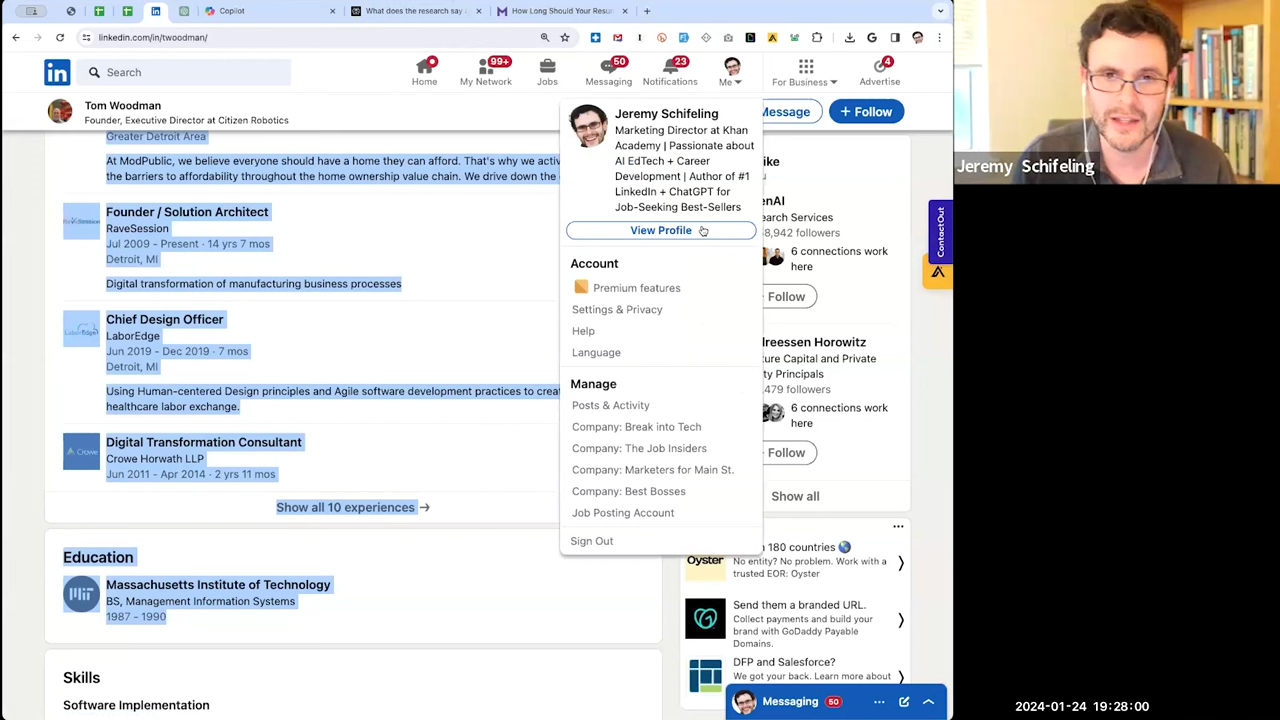 Copilot
What does the research say
How Long Should Your Resu
linkedin.com/in/twoodman/
Search
Home
99+
My Network
Jobs
50
Messaging
23
Notifications
Me
For Business
4
Advertise
Tom Woodman
Founder, Executive Director at Citizen Robotics
Message
+ Follow
Greater Detroit Area
At ModPublic, we believe everyone should have a home they can afford. That's why we activ
the barriers to affordability throughout the home ownership value chain. We drive down the
RaveSession
Founder / Solution Architect
RaveSession
Jul 2009 - Present · 14 yrs 7 mos
Detroit, MI
Digital transformation of manufacturing business processes
LaborEdge
Chief Design Officer
LaborEdge
Jun 2019 - Dec 2019 · 7 mos
Detroit, MI
Using Human-centered Design principles and Agile software development practices to creat
healthcare labor exchange.
Crowe
Digital Transformation Consultant
Crowe Horwath LLP
Jun 2011 - Apr 2014 · 2 yrs 11 mos
Show all 10 experiences →
Education
MIT
Massachusetts Institute of Technology
BS, Management Information Systems
1987 - 1990
Skills
Software Implementation
Jeremy Schifeling
Marketing Director at Khan
Academy | Passionate about
AI EdTech + Career
Development | Author of #1
LinkedIn + ChatGPT for
Job-Seeking Best-Sellers
View Profile
Account
Premium features
Settings & Privacy
Help
Language
Manage
Posts & Activity
Company: Break into Tech
Company: The Job Insiders
Company: Marketers for Main St.
Company: Best Bosses
Job Posting Account
Sign Out
ike
enAI
earch Services
8,942 followers
6 connections work
here
Follow
dreessen Horowitz
ture Capital and Private
ty Principals
,479 followers
6 connections work
here
Follow
Show all
180 countries
Oyster
No entity? No problem. Work with a
trusted EOR: Oyster
Send them a branded URL.
Collect payments and build your
brand with GoDaddy Payable
Domains.
DFP and Salesforce?
We got your back. Learn more about
Messaging
50
ContactOut
Jeremy Schifeling
2024-01-24 19:28:00